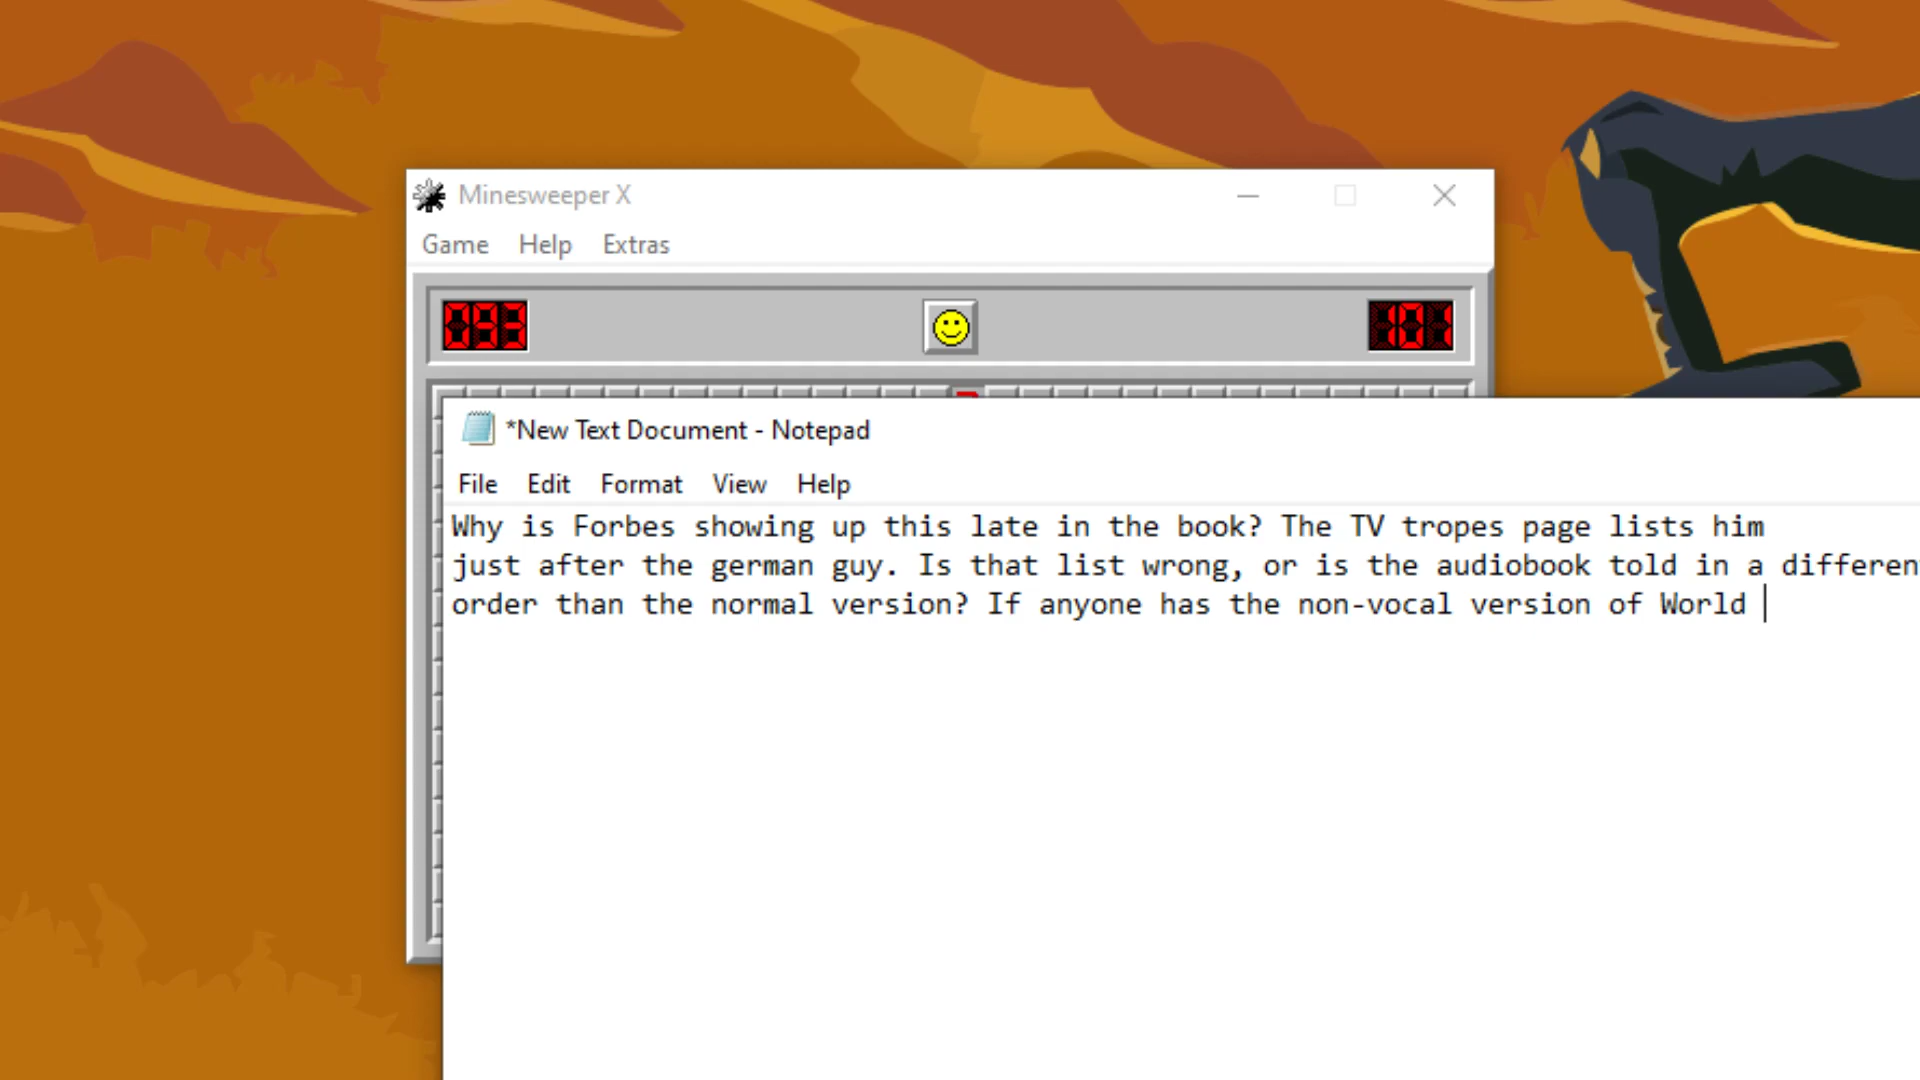 Minesweeper X
Game Help Extras
101
*New Text Document - Notepad
File Edit Format View Help
Why is Forbes showing up this late in the book? The TV tropes page lists him
just after the german guy. Is that list wrong, or is the audiobook told in a differen
order than the normal version? If anyone has the non-vocal version of World